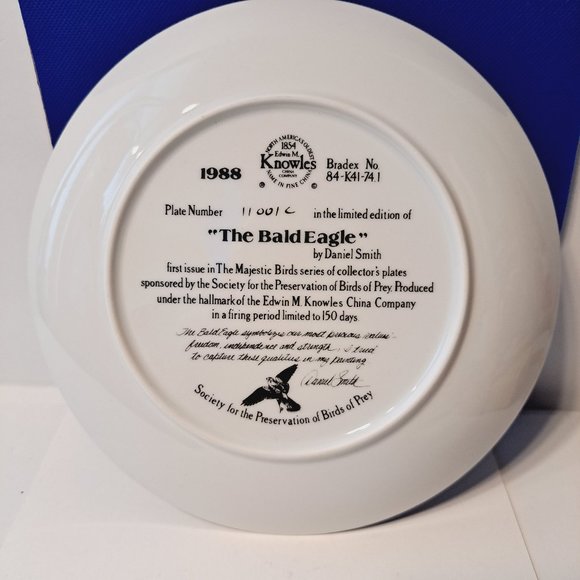 NORTH AMERICA'S OLDEST
1854
Edwin M.
Knowles
CHINA
COMPANY
NAME IN FINE CHINA
1988
Bradex No.
84-K41-74.1
Plate Number 11001C in the limited edition of
"The Bald Eagle"
by Daniel Smith
first issue in The Majestic Birds series of collector's plates
sponsored by the Society for the Preservation of Birds of Prey. Produced
under the hallmark of the Edwin M. Knowles China Company
in a firing period limited to 150 days.
The Bald Eagle symbolizes our most precious values-
freedom, independence and strength. I tried
to capture these qualities in my painting
Daniel Smith
Society for the Preservation of Birds of Prey